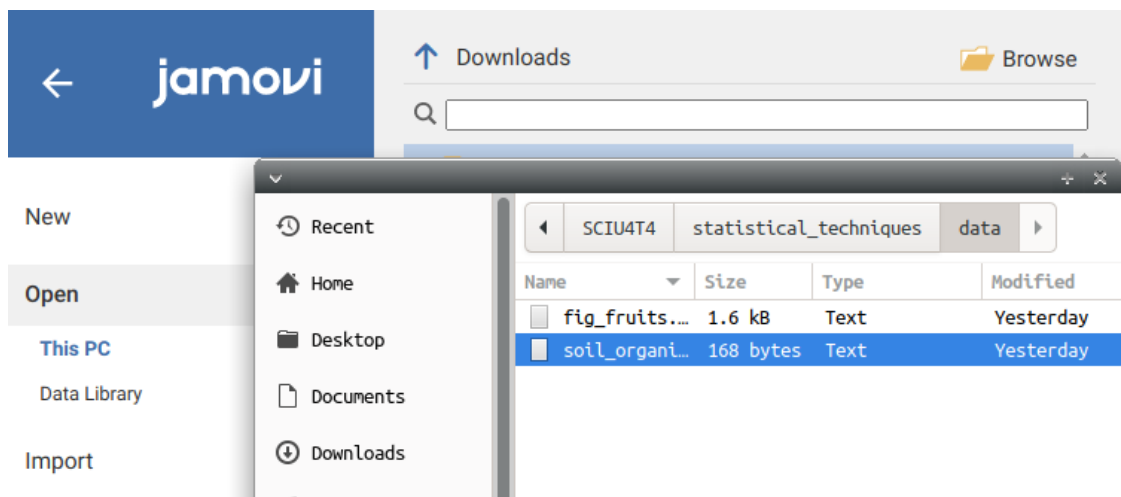 jamovi
Downloads
Browse
New
Open
This PC
Data Library
Import
Recent
Home
Desktop
Documents
Downloads
SCIU4T4 statistical_techniques data
Name Size Type Modified
fig_fruits.… 1.6 kB Text Yesterday
soil_organi… 168 bytes Text Yesterday